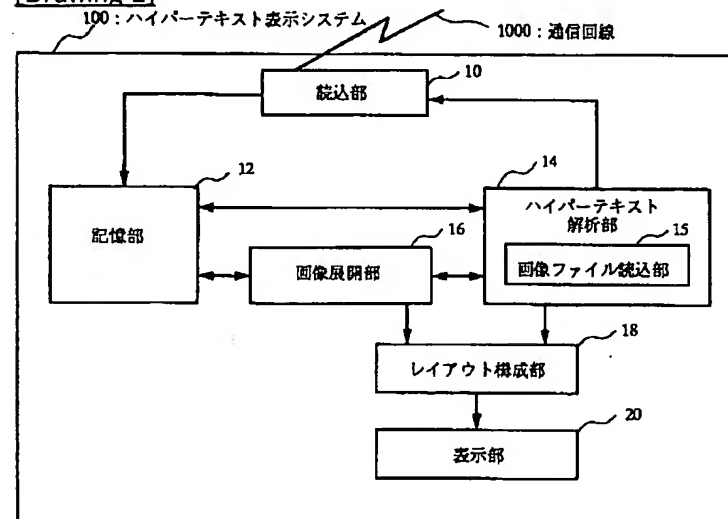 100：ハイパーテキスト表示システム
1000：通信回線
10
読込部
12
記憶部
14
ハイパーテキスト
解析部
15
画像ファイル読込部
16
画像展開部
18
レイアウト構成部
20
表示部